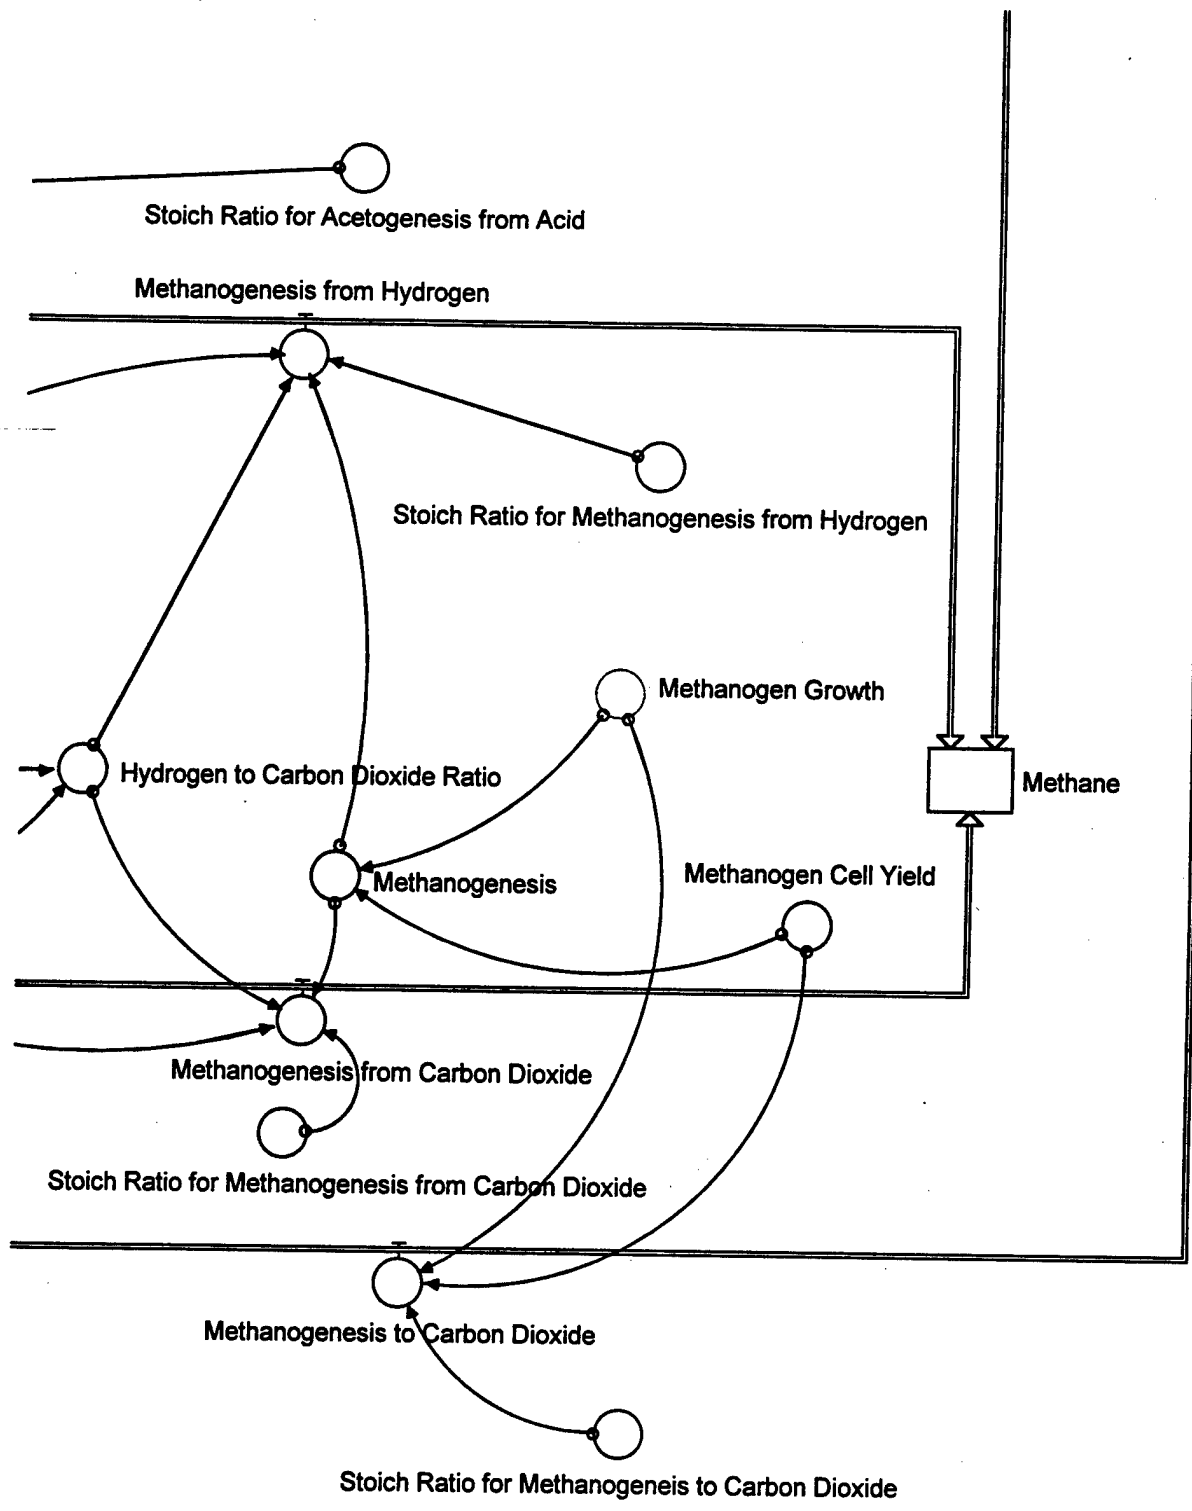 Stoich Ratio for Acetogenesis from Acid
Methanogenesis from Hydrogen
Stoich Ratio for Methanogenesis from Hydrogen
Methanogen Growth
Hydrogen to Carbon Dioxide Ratio
Methane
Methanogenesis
Methanogen Cell Yield
Methanogenesis from Carbon Dioxide
Stoich Ratio for Methanogenesis from Carbon Dioxide
Methanogenesis to Carbon Dioxide
Stoich Ratio for Methanogeneis to Carbon Dioxide